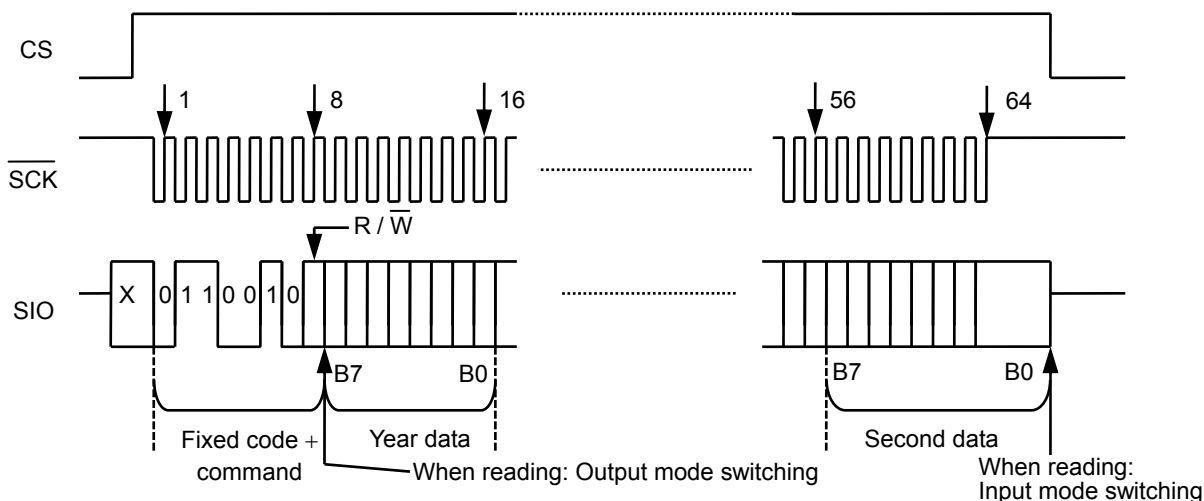 CS
1
8
16
56
64
S̅C̅K̅
R / W̅
SIO
X 0 1 1 0 0 1 0
B7
B0
B7
B0
Fixed code +
command
Year data
Second data
When reading: Output mode switching
When reading:
Input mode switching